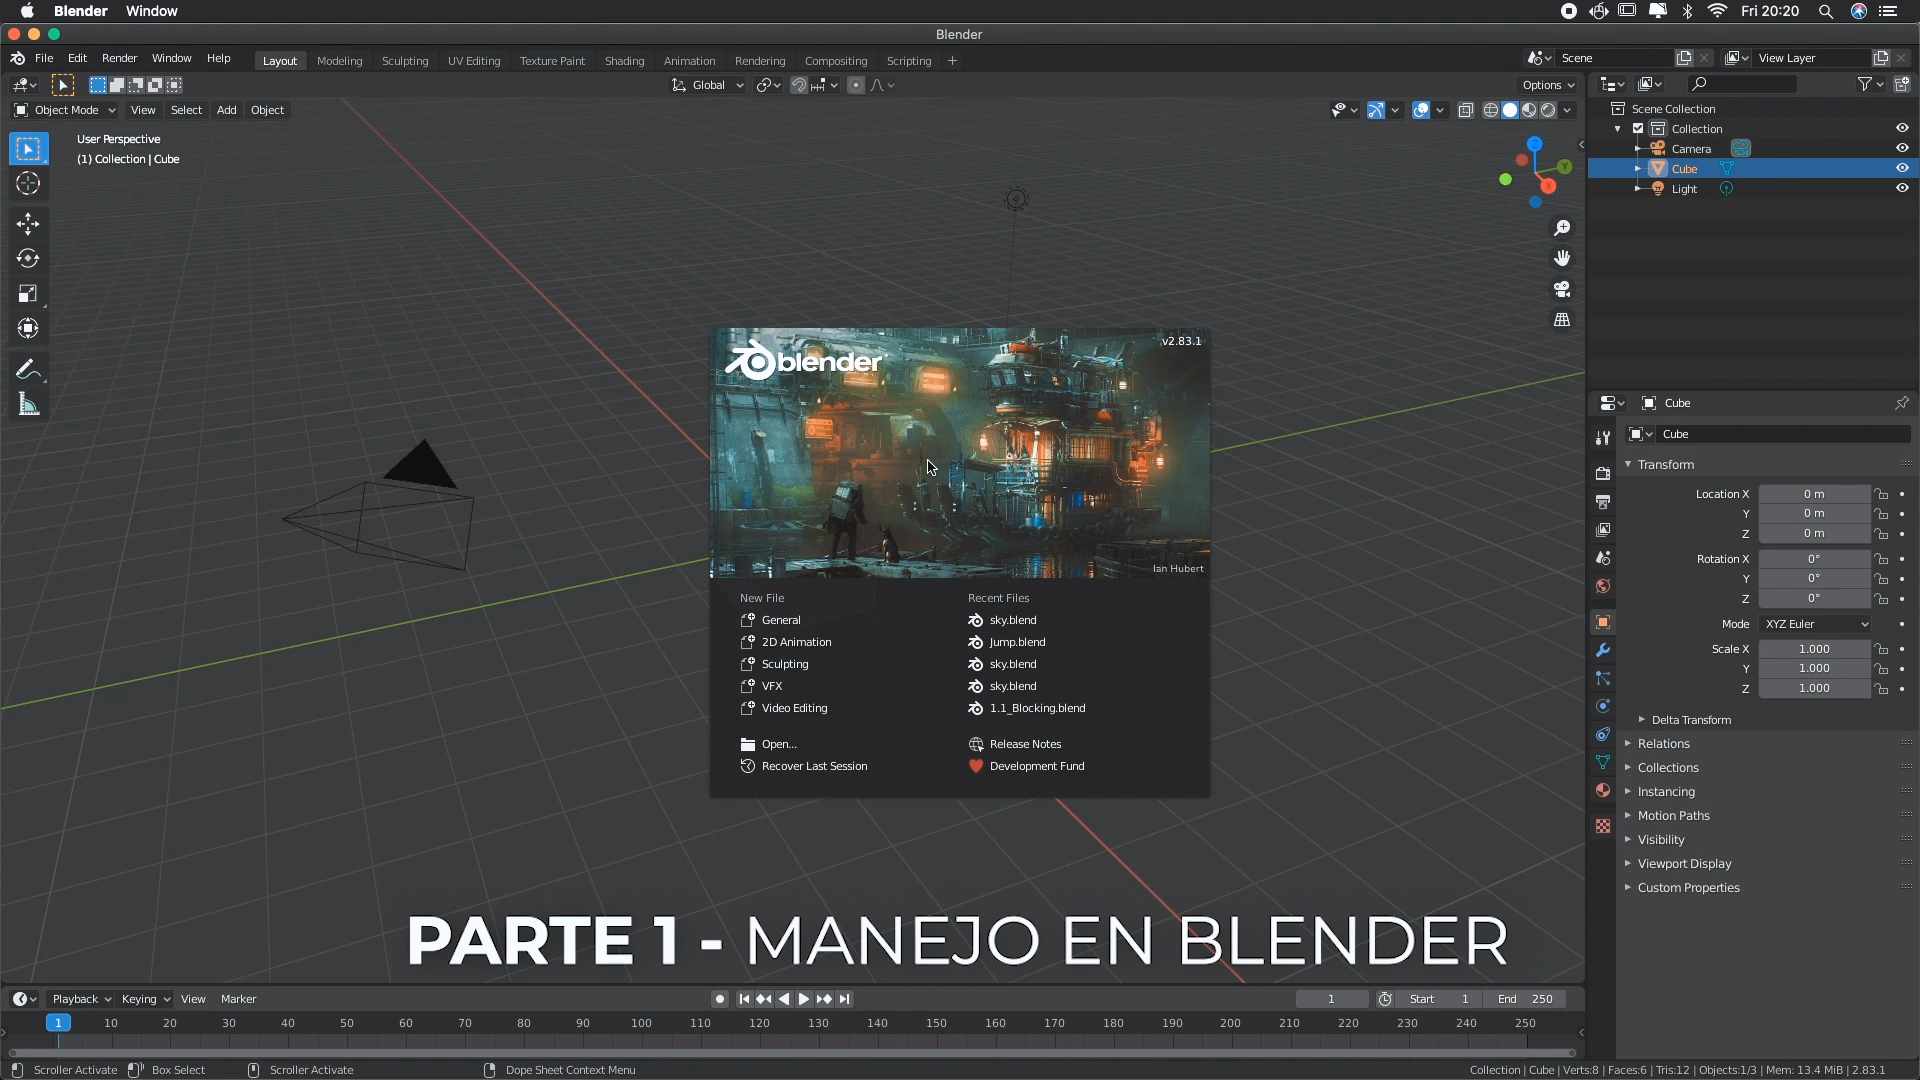 Blender Window
Fri 20:20
Blender
File Edit Render Window Help
Layout Modeling Sculpting UV Editing Texture Paint Shading Animation Rendering Compositing Scripting +
Scene
View Layer
Global
Options
Object Mode View Select Add Object
User Perspective
(1) Collection | Cube
Z
Y
X
Scene Collection
Collection
Camera
Cube
Light
blender
v2.83.1
Ian Hubert
New File
General
2D Animation
Sculpting
VFX
Video Editing
Open...
Recover Last Session
Recent Files
sky.blend
Jump.blend
sky.blend
sky.blend
1.1_Blocking.blend
Release Notes
Development Fund
Cube
Cube
Transform
Location X 0 m
Y 0 m
Z 0 m
Rotation X 0°
Y 0°
Z 0°
Mode XYZ Euler
Scale X 1.000
Y 1.000
Z 1.000
Delta Transform
Relations
Collections
Instancing
Motion Paths
Visibility
Viewport Display
Custom Properties
PARTE 1 - MANEJO EN BLENDER
Playback Keying View Marker
1 Start 1 End 250
1 10 20 30 40 50 60 70 80 90 100 110 120 130 140 150 160 170 180 190 200 210 220 230 240 250
Scroller Activate Box Select Scroller Activate Dope Sheet Context Menu
Collection | Cube | Verts:8 | Faces:6 | Tris:12 | Objects:1/3 | Mem: 13.4 MiB | 2.83.1